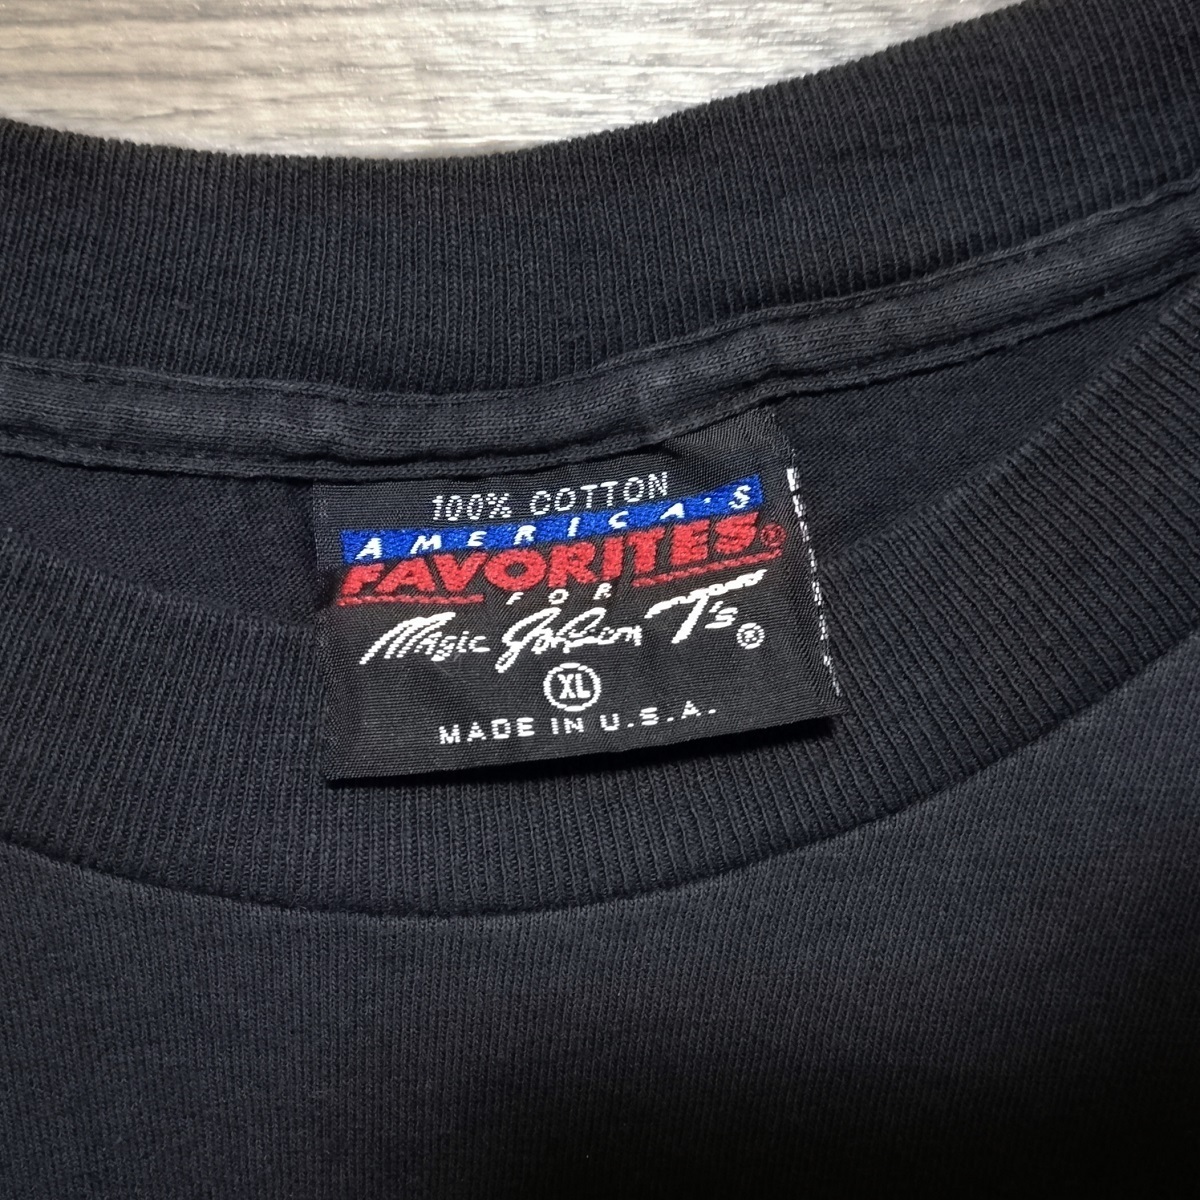 100% COTTON
AMERICA'S
FAVORITES®
FOR
Magic Johnson T's®
XL
MADE IN U.S.A.